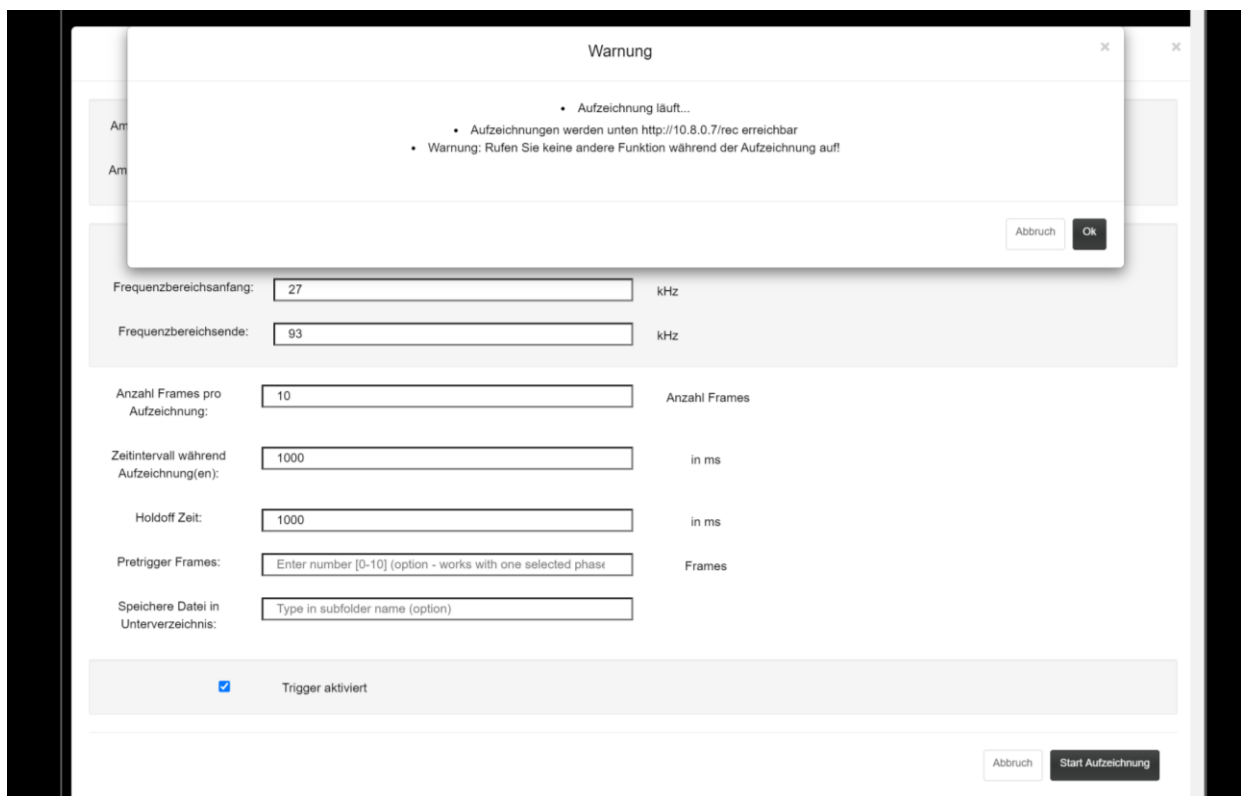 Warnung
× ×
• Aufzeichnung läuft...
• Aufzeichnungen werden unten http://10.8.0.7/rec erreichbar
• Warnung: Rufen Sie keine andere Funktion während der Aufzeichnung auf!
Am
Am
Abbruch Ok
Frequenzbereichsanfang: 27 kHz
Frequenzbereichsende: 93 kHz
Anzahl Frames pro
Aufzeichnung: 10 Anzahl Frames
Zeitintervall während
Aufzeichnung(en): 1000 in ms
Holdoff Zeit: 1000 in ms
Pretrigger Frames: Enter number [0-10] (option - works with one selected phase Frames
Speichere Datei in
Unterverzeichnis: Type in subfolder name (option)
Trigger aktiviert
Abbruch Start Aufzeichnung